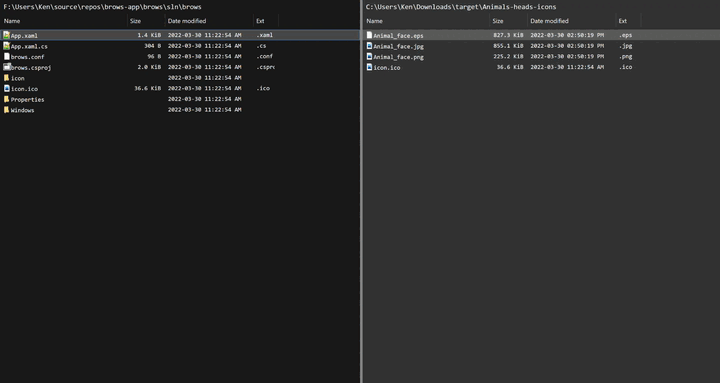 F:\Users\Ken\source\repos\brows-app\brows\sln\brows
Name Size Date modified Ext
App.xaml 1.4 KiB 2022-03-30 11:22:54 AM .xaml
App.xaml.cs 304 B 2022-03-30 11:22:54 AM .cs
brows.conf 96 B 2022-03-30 11:22:54 AM .conf
brows.csproj 2.0 KiB 2022-03-30 11:22:54 AM .csprc
icon 2022-03-30 11:22:54 AM
icon.ico 36.6 KiB 2022-03-30 11:22:54 AM .ico
Properties 2022-03-30 11:22:54 AM
Windows 2022-03-30 11:22:54 AM
C:\Users\Ken\Downloads\target\Animals-heads-icons
Name Size Date modified Ext
Animal_face.eps 827.3 KiB 2022-03-30 02:50:19 PM .eps
Animal_face.jpg 855.1 KiB 2022-03-30 02:50:19 PM .jpg
Animal_face.png 225.2 KiB 2022-03-30 02:50:19 PM .png
icon.ico 36.6 KiB 2022-03-30 11:22:54 AM .ico